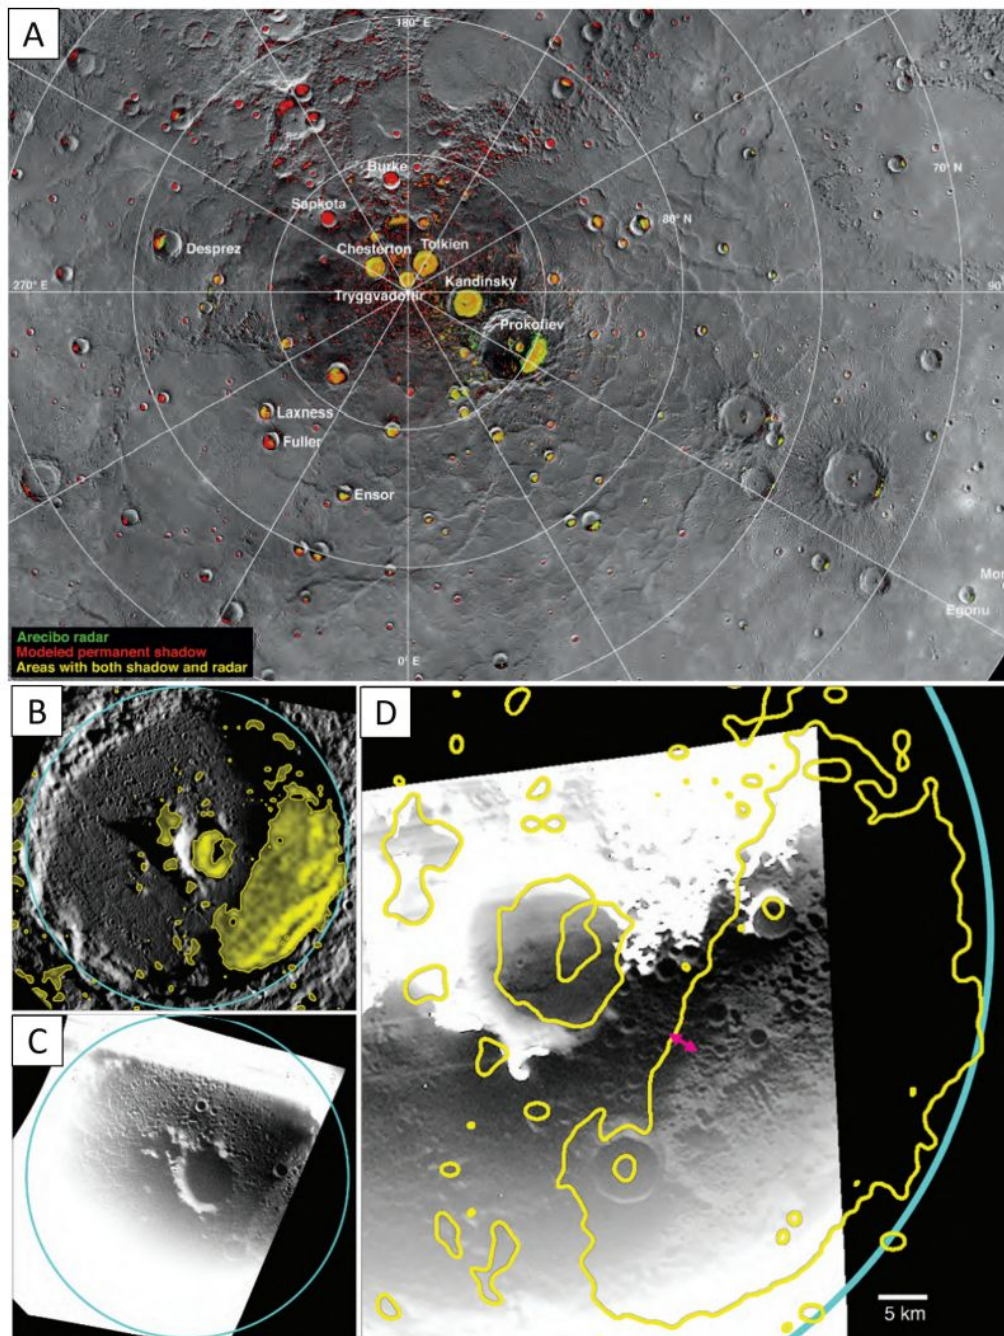 A
180° E
70° N
Burke
Sapkota
80° N
Desprez
Chesterton
Tolkien
270° E
Tryggvadóttir
Kandinsky
90°
Prokofiev
Laxness
Fuller
Ensor
Egonu
0° E
Arecibo radar
Modeled permanent shadow
Areas with both shadow and radar
B
D
C
5 km